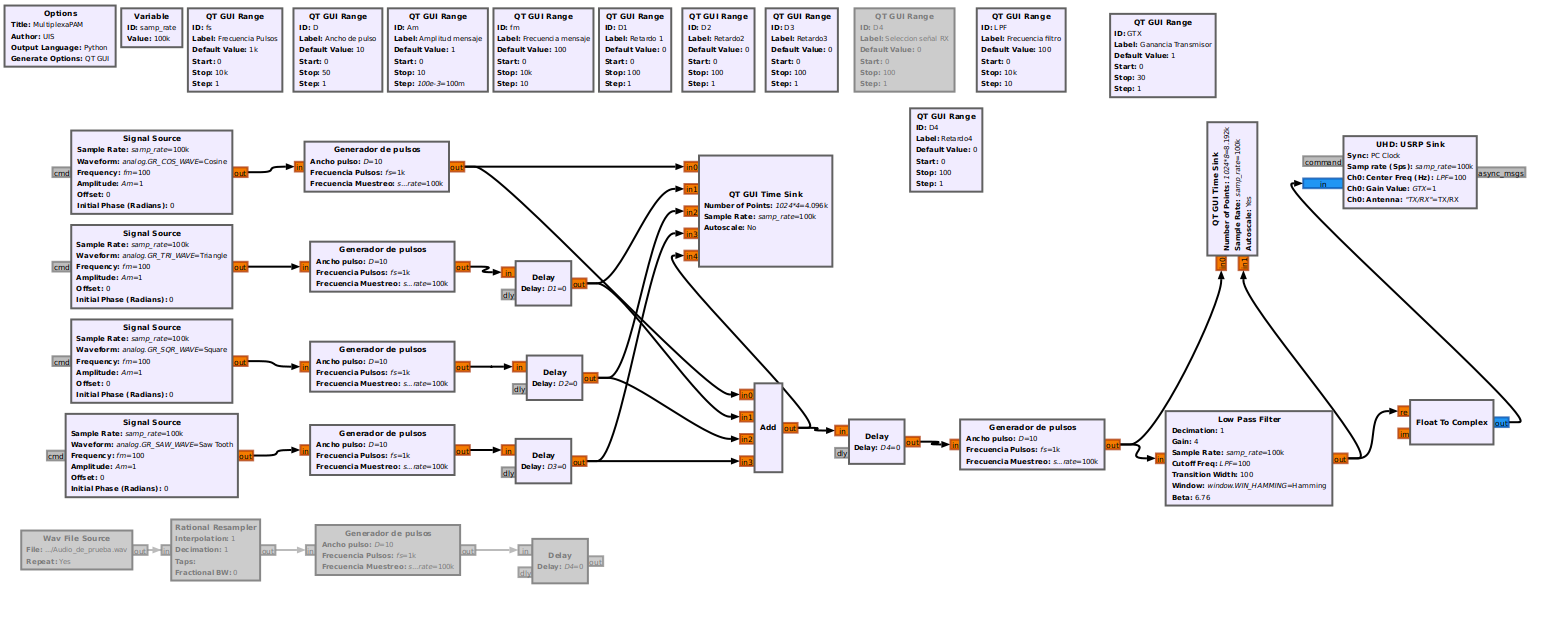 Options
Title: MultiplexaPAM
Author: UIS
Output Language: Python
Generate Options: QT GUI
Variable
ID: samp_rate
Value: 100k
QT GUI Range
ID: fs
Label: Frecuencia Pulsos
Default Value: 1k
Start: 0
Stop: 10k
Step: 1
QT GUI Range
ID: D
Label: Ancho de pulso
Default Value: 10
Start: 0
Stop: 50
Step: 1
QT GUI Range
ID: Am
Label: Amplitud mensaje
Default Value: 1
Start: 0
Stop: 10
Step: 100e-3=100m
QT GUI Range
ID: fm
Label: Frecuencia mensaje
Default Value: 100
Start: 0
Stop: 10k
Step: 10
QT GUI Range
ID: D1
Label: Retardo 1
Default Value: 0
Start: 0
Stop: 100
Step: 1
QT GUI Range
ID: D2
Label: Retardo2
Default Value: 0
Start: 0
Stop: 100
Step: 1
QT GUI Range
ID: D3
Label: Retardo3
Default Value: 0
Start: 0
Stop: 100
Step: 1
QT GUI Range
ID: D4
Label: Seleccion señal RX
Default Value: 0
Start: 0
Stop: 100
Step: 1
QT GUI Range
ID: LPF
Label: Frecuencia filtro
Default Value: 100
Start: 0
Stop: 10k
Step: 10
QT GUI Range
ID: GTX
Label: Ganancia Transmisor
Default Value: 1
Start: 0
Stop: 30
Step: 1
QT GUI Range
ID: D4
Label: Retardo4
Default Value: 0
Start: 0
Stop: 100
Step: 1
cmd
Signal Source
Sample Rate: samp_rate=100k
Waveform: analog.GR_COS_WAVE=Cosine
Frequency: fm=100
Amplitude: Am=1
Offset: 0
Initial Phase (Radians): 0
out
in
Generador de pulsos
Ancho pulso: D=10
Frecuencia Pulsos: fs=1k
Frecuencia Muestreo: s...rate=100k
out
in0
in1
in2
in3
in4
QT GUI Time Sink
Number of Points: 1024*4=4.096k
Sample Rate: samp_rate=100k
Autoscale: No
QT GUI Time Sink
Number of Points: 1024*8=8.192k
Sample Rate: samp_rate=100k
Autoscale: Yes
in0
in1
command
in
UHD: USRP Sink
Sync: PC Clock
Samp rate (Sps): samp_rate=100k
Ch0: Center Freq (Hz): LPF=100
Ch0: Gain Value: GTX=1
Ch0: Antenna: "TX/RX"=TX/RX
async_msgs
cmd
Signal Source
Sample Rate: samp_rate=100k
Waveform: analog.GR_TRI_WAVE=Triangle
Frequency: fm=100
Amplitude: Am=1
Offset: 0
Initial Phase (Radians): 0
out
in
Generador de pulsos
Ancho pulso: D=10
Frecuencia Pulsos: fs=1k
Frecuencia Muestreo: s...rate=100k
out
in
dly
Delay
Delay: D1=0
out
cmd
Signal Source
Sample Rate: samp_rate=100k
Waveform: analog.GR_SQR_WAVE=Square
Frequency: fm=100
Amplitude: Am=1
Offset: 0
Initial Phase (Radians): 0
out
in
Generador de pulsos
Ancho pulso: D=10
Frecuencia Pulsos: fs=1k
Frecuencia Muestreo: s...rate=100k
out
in
dly
Delay
Delay: D2=0
out
cmd
Signal Source
Sample Rate: samp_rate=100k
Waveform: analog.GR_SAW_WAVE=Saw Tooth
Frequency: fm=100
Amplitude: Am=1
Offset: 0
Initial Phase (Radians): 0
out
in
Generador de pulsos
Ancho pulso: D=10
Frecuencia Pulsos: fs=1k
Frecuencia Muestreo: s...rate=100k
out
in
dly
Delay
Delay: D3=0
out
in0
in1
in2
in3
Add
out
in
dly
Delay
Delay: D4=0
out
in
Generador de pulsos
Ancho pulso: D=10
Frecuencia Pulsos: fs=1k
Frecuencia Muestreo: s...rate=100k
out
in
Low Pass Filter
Decimation: 1
Gain: 4
Sample Rate: samp_rate=100k
Cutoff Freq: LPF=100
Transition Width: 100
Window: window.WIN_HAMMING=Hamming
Beta: 6.76
out
re
im
Float To Complex
out
Wav File Source
File: .../Audio_de_prueba.wav
Repeat: Yes
out
in
Rational Resampler
Interpolation: 1
Decimation: 1
Taps:
Fractional BW: 0
out
in
Generador de pulsos
Ancho pulso: D=10
Frecuencia Pulsos: fs=1k
Frecuencia Muestreo: s...rate=100k
out
in
dly
Delay
Delay: D4=0
out